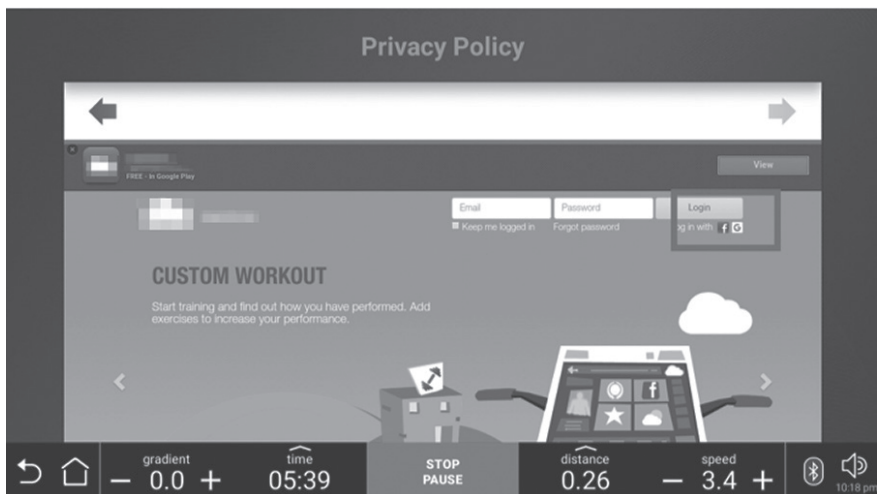 Privacy Policy
FREE - In Google Play
View
Email
Password
Login
Keep me logged in
Forgot password
og in with f G
CUSTOM WORKOUT
Start training and find out how you have performed. Add
exercises to increase your performance.
f
gradient
time
STOP
PAUSE
distance
speed
— 0.0 +
05:39
0.26
— 3.4 +
10:18 pm